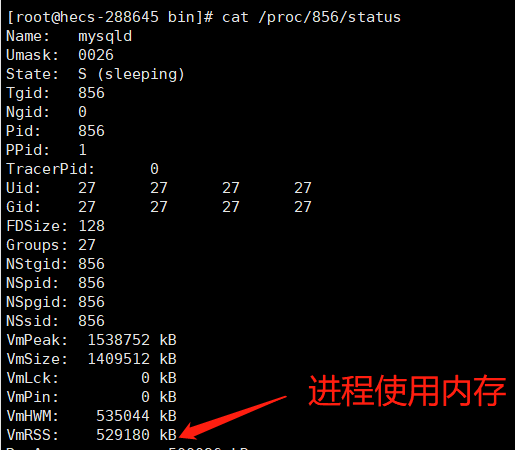 [root@hecs-288645 bin]# cat /proc/856/status
Name:   mysqld
Umask:  0026
State:  S (sleeping)
Tgid:   856
Ngid:   0
Pid:    856
PPid:   1
TracerPid:      0
Uid:    27      27      27      27
Gid:    27      27      27      27
FDSize: 128
Groups: 27
NStgid: 856
NSpid:  856
NSpgid: 856
NSsid:  856
VmPeak:  1538752 kB
VmSize:  1409512 kB
VmLck:         0 kB
VmPin:         0 kB
VmHWM:    535044 kB
VmRSS:    529180 kB
进程使用内存